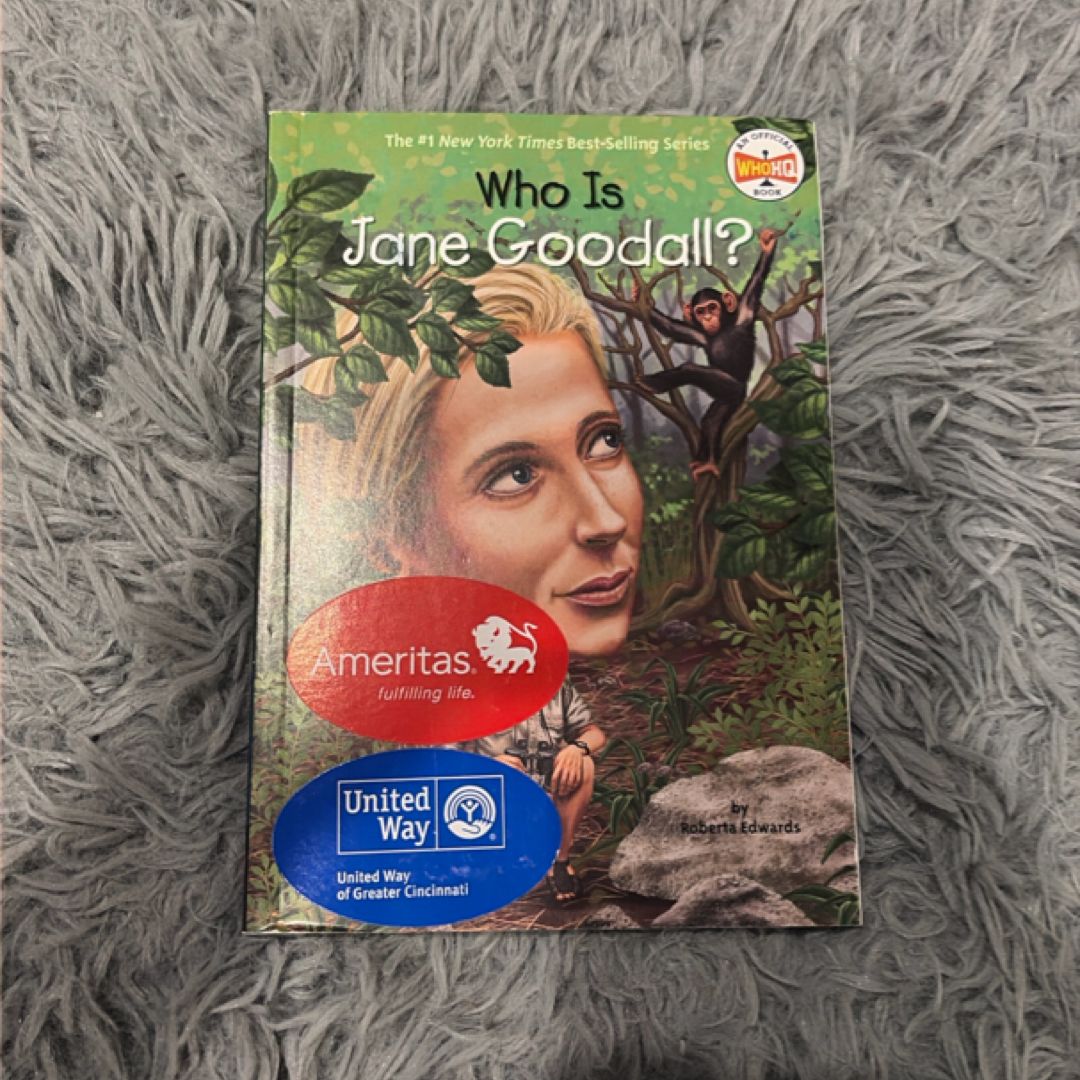 The #1 New York Times Best-Selling Series
AN OFFICIAL
WHOHQ
BOOK
Who Is
Jane Goodall?
Ameritas®
fulfilling life.
United
Way®
United Way
of Greater Cincinnati
by
Roberta Edwards